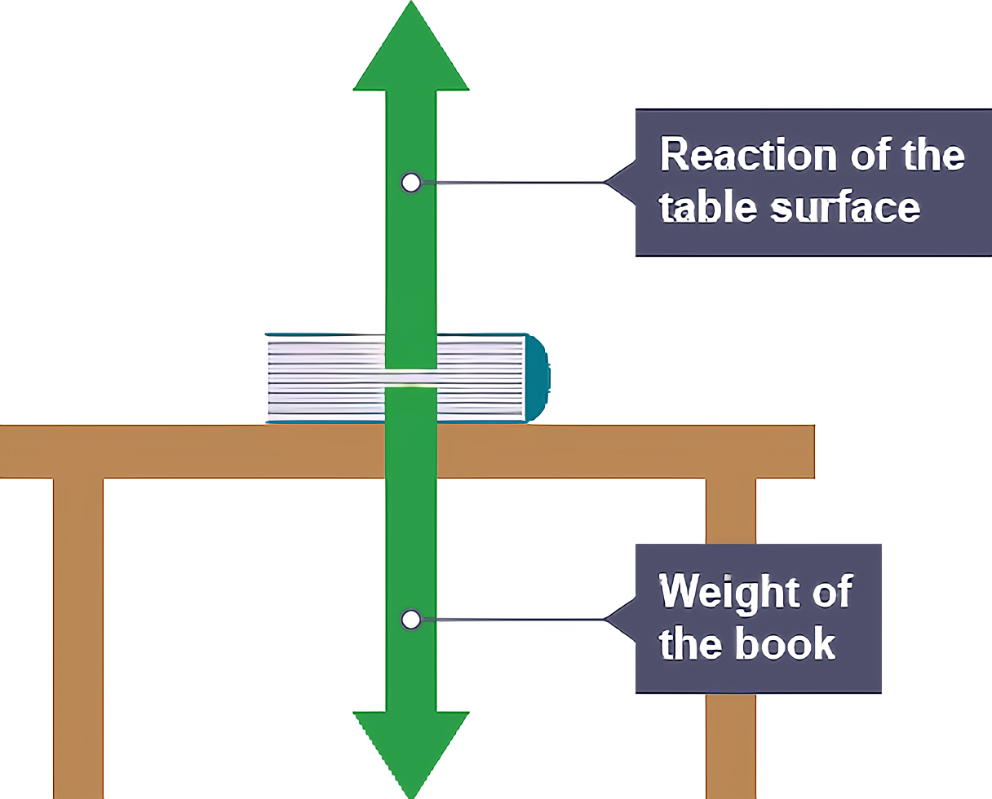 Reaction of the
table surface
Weight of
the book